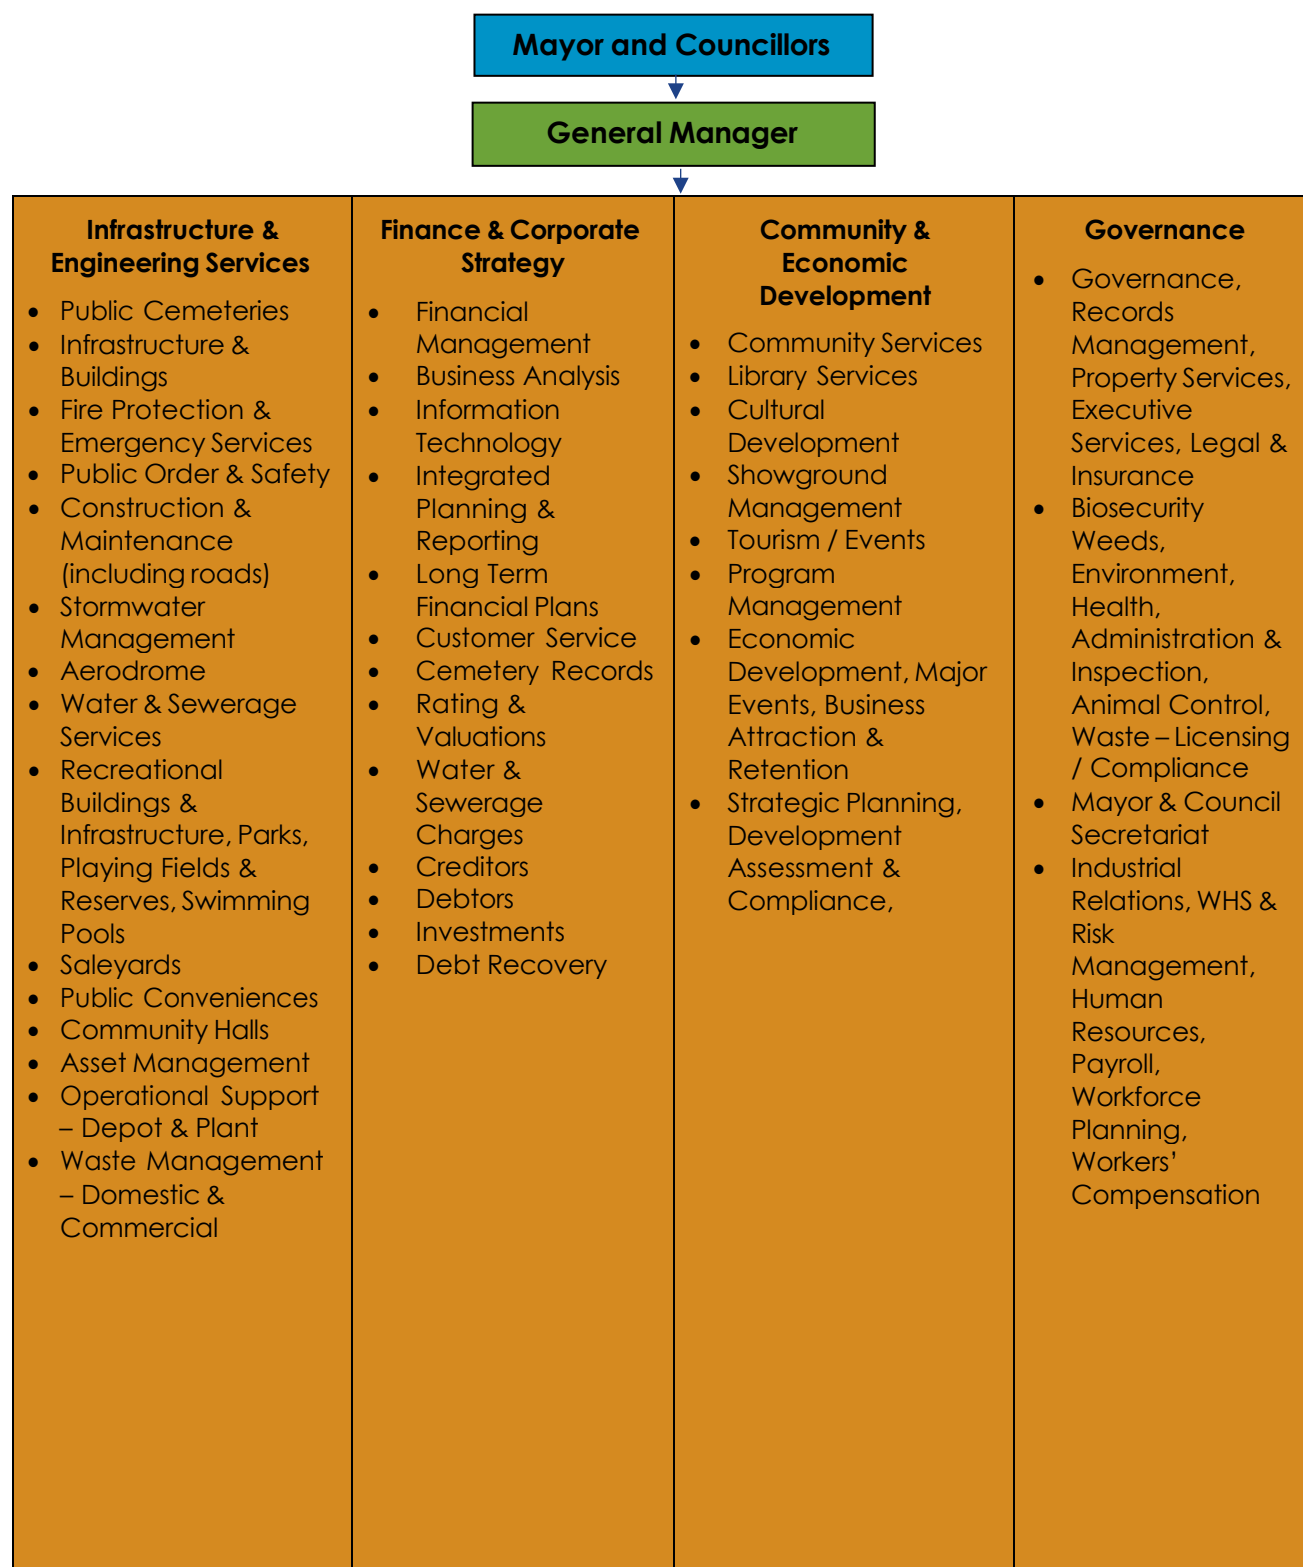 Mayor and Councillors
General Manager
Infrastructure &
Engineering Services
• Public Cemeteries
• Infrastructure &
Buildings
• Fire Protection &
Emergency Services
• Public Order & Safety
• Construction &
Maintenance
(including roads)
• Stormwater
Management
• Aerodrome
• Water & Sewerage
Services
• Recreational
Buildings &
Infrastructure, Parks,
Playing Fields &
Reserves, Swimming
Pools
• Saleyards
• Public Conveniences
• Community Halls
• Asset Management
• Operational Support
– Depot & Plant
• Waste Management
– Domestic &
Commercial
Finance & Corporate
Strategy
• Financial
Management
• Business Analysis
• Information
Technology
• Integrated
Planning &
Reporting
• Long Term
Financial Plans
• Customer Service
• Cemetery Records
• Rating &
Valuations
• Water &
Sewerage
Charges
• Creditors
• Debtors
• Investments
• Debt Recovery
Community &
Economic
Development
• Community Services
• Library Services
• Cultural
Development
• Showground
Management
• Tourism / Events
• Program
Management
• Economic
Development, Major
Events, Business
Attraction &
Retention
• Strategic Planning,
Development
Assessment &
Compliance,
Governance
• Governance,
Records
Management,
Property Services,
Executive
Services, Legal &
Insurance
• Biosecurity
Weeds,
Environment,
Health,
Administration &
Inspection,
Animal Control,
Waste – Licensing
/ Compliance
• Mayor & Council
Secretariat
• Industrial
Relations, WHS &
Risk
Management,
Human
Resources,
Payroll,
Workforce
Planning,
Workers’
Compensation